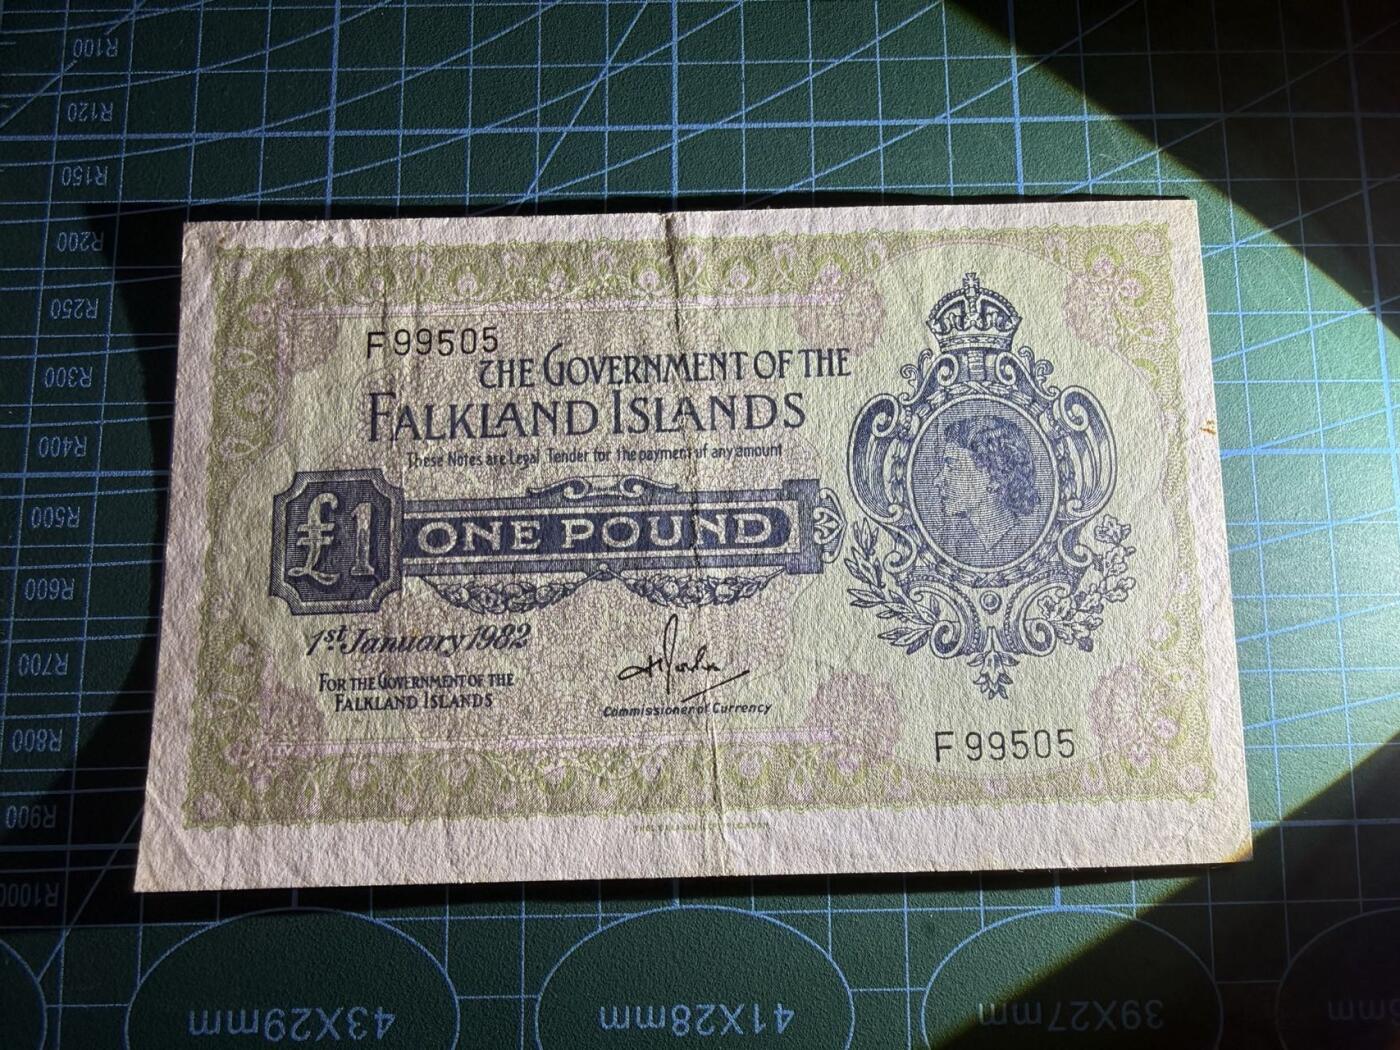 R100
R120
R150
R200
R250
R300
R400
R500
R600
R700
R800
R900
R1000
F 99505
THE GOVERNMENT OF THE
FALKLAND ISLANDS
These Notes are Legal Tender for the payment of any amount
£1
ONE POUND
1st January 1982
FOR THE GOVERNMENT OF THE
FALKLAND ISLANDS
Commissioner of Currency
F 99505
43X29mm
41X28mm
39X27mm